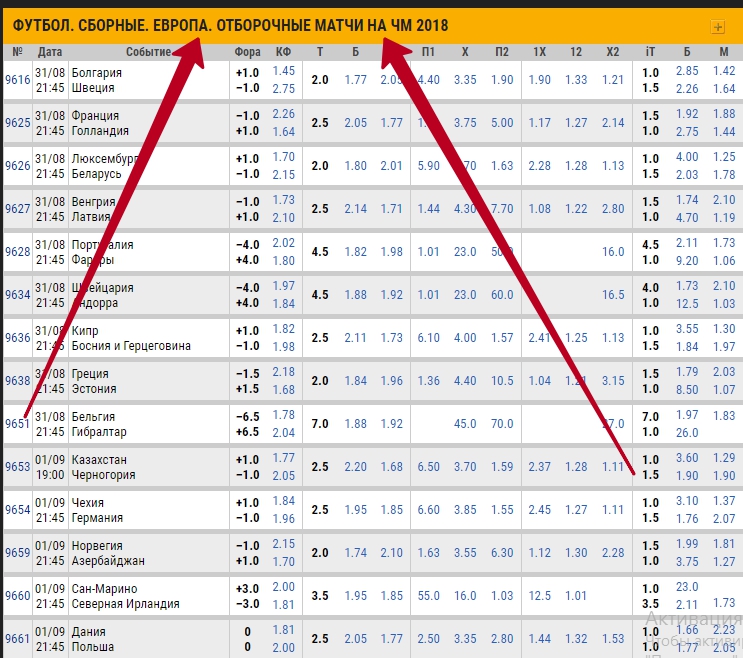 ФУТБОЛ. СБОРНЫЕ. ЕВРОПА. ОТБОРОЧНЫЕ МАТЧИ НА ЧМ 2018
№ Дата Событие Фора КФ Т Б П1 Х П2 1Х 12 Х2 iТ Б М
9616 31/08 Болгария +1.0 1.45 2.0 1.77 4.40 3.35 1.90 1.90 1.33 1.21 1.0 2.85 1.42
21:45 Швеция −1.0 2.75 1.5 2.26 1.64
9625 31/08 Франция −1.0 2.26 2.5 2.05 1.77 3.75 5.00 1.17 1.27 2.14 1.5 1.92 1.88
21:45 Голландия +1.0 1.64 1.0 2.75 1.44
9626 31/08 Люксембург +1.0 1.70 2.0 1.80 2.01 5.90 1.63 2.28 1.28 1.13 1.0 4.00 1.25
21:45 Беларусь −1.0 2.15 1.5 2.03 1.78
9627 31/08 Венгрия −1.0 1.73 2.5 2.14 1.71 1.44 4.30 7.70 1.08 1.22 2.80 1.5 1.74 2.10
21:45 Латвия +1.0 2.10 1.0 4.70 1.19
9628 31/08 Португалия −4.0 2.02 4.5 1.82 1.98 1.01 23.0 16.0 4.5 2.11 1.73
21:45 Фареры +4.0 1.80 1.0 9.20 1.06
9634 31/08 Швейцария −4.0 1.97 4.5 1.88 1.92 1.01 23.0 60.0 16.5 4.0 1.73 2.10
21:45 Андорра +4.0 1.84 1.0 12.5 1.03
9636 31/08 Кипр +1.0 1.82 2.5 2.11 1.73 6.10 4.00 1.57 2.41 1.25 1.13 1.0 3.55 1.30
21:45 Босния и Герцеговина −1.0 1.98 1.5 1.84 1.97
9638 31/08 Греция −1.5 2.18 2.0 1.84 1.96 1.36 4.40 10.5 1.04 1.21 3.15 1.5 1.79 2.03
21:45 Эстония +1.5 1.68 1.0 8.50 1.07
9651 31/08 Бельгия −6.5 1.78 7.0 1.88 1.92 45.0 70.0 7.0 1.97 1.83
21:45 Гибралтар +6.5 2.04 1.0 26.0
9653 01/09 Казахстан +1.0 1.77 2.5 2.20 1.68 6.50 3.70 1.59 2.37 1.28 1.11 1.0 3.60 1.29
19:00 Черногория −1.0 2.05 1.5 1.90 1.90
9654 01/09 Чехия +1.0 1.84 2.5 1.95 1.85 6.60 3.85 1.55 2.45 1.27 1.11 1.0 3.10 1.37
21:45 Германия −1.0 1.96 1.5 1.76 2.07
9659 01/09 Норвегия −1.0 2.15 2.0 1.74 2.10 1.63 3.55 6.30 1.12 1.30 2.28 1.5 1.99 1.81
21:45 Азербайджан +1.0 1.70 1.0 3.75 1.27
9660 01/09 Сан-Марино +3.0 2.00 3.5 1.95 1.85 55.0 16.0 1.03 12.5 1.01 1.0 23.0
21:45 Северная Ирландия −3.0 1.81 3.5 2.11 1.73
9661 01/09 Дания 0 1.81 2.5 2.05 1.77 2.50 3.35 2.80 1.44 1.32 1.53 1.0 1.66 2.23
21:45 Польша 0 2.00 1.0 1.77 2.05
Активация
Чтобы активи